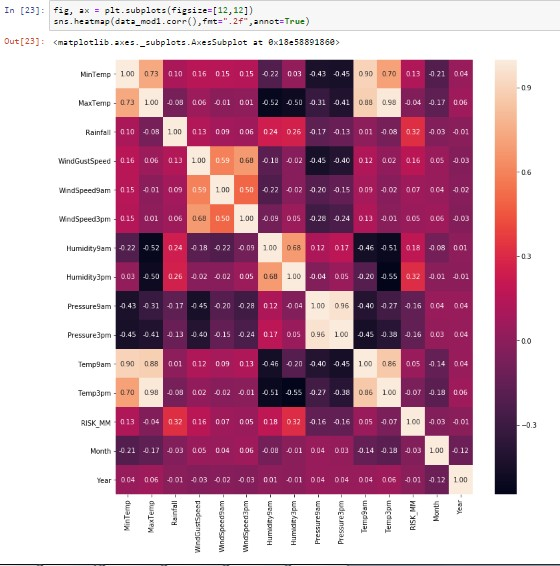 In [23]: fig, ax = plt.subplots(figsize=[12,12])
sns.heatmap(data_mod1.corr(),fmt=".2f",annot=True)
Out[23]: <matplotlib.axes._subplots.AxesSubplot at 0x18e58891860>
MinTemp 1.00 0.73 0.10 0.16 0.15 0.15 -0.22 0.03 -0.43 -0.45 0.90 0.70 0.13 -0.21 0.04
MaxTemp 0.73 1.00 -0.08 0.06 -0.01 0.01 -0.52 -0.50 -0.31 -0.41 0.88 0.98 -0.04 -0.17 0.06
Rainfall 0.10 -0.08 1.00 0.13 0.09 0.06 0.24 0.26 -0.17 -0.13 0.01 -0.08 0.32 -0.03 -0.01
WindGustSpeed 0.16 0.06 0.13 1.00 0.59 0.68 -0.18 -0.02 -0.45 -0.40 0.12 0.02 0.16 0.05 -0.03
WindSpeed9am 0.15 -0.01 0.09 0.59 1.00 0.50 -0.22 -0.02 -0.20 -0.15 0.09 -0.02 0.07 0.04 -0.02
WindSpeed3pm 0.15 0.01 0.06 0.68 0.50 1.00 -0.09 0.05 -0.28 -0.24 0.13 -0.01 0.05 0.06 -0.03
Humidity9am -0.22 -0.52 0.24 -0.18 -0.22 -0.09 1.00 0.68 0.12 0.17 -0.46 -0.51 0.18 -0.08 0.01
Humidity3pm 0.03 -0.50 0.26 -0.02 -0.02 0.05 0.68 1.00 -0.04 0.05 -0.20 -0.55 0.32 -0.01 -0.01
Pressure9am -0.43 -0.31 -0.17 -0.45 -0.20 -0.28 0.12 -0.04 1.00 0.96 -0.40 -0.27 -0.16 0.04 0.04
Pressure3pm -0.45 -0.41 -0.13 -0.40 -0.15 -0.24 0.17 0.05 0.96 1.00 -0.45 -0.38 -0.16 0.03 0.04
Temp9am 0.90 0.88 0.01 0.12 0.09 0.13 -0.46 -0.20 -0.40 -0.45 1.00 0.86 0.05 -0.14 0.04
Temp3pm 0.70 0.98 -0.08 0.02 -0.02 -0.01 -0.51 -0.55 -0.27 -0.38 0.86 1.00 -0.07 -0.18 0.06
RISK_MM 0.13 -0.04 0.32 0.16 0.07 0.05 0.18 0.32 -0.16 -0.16 0.05 -0.07 1.00 -0.03 -0.01
Month -0.21 -0.17 -0.03 0.05 0.04 0.06 -0.08 -0.01 0.04 0.03 -0.14 -0.18 -0.03 1.00 -0.12
Year 0.04 0.06 -0.01 -0.03 -0.02 -0.03 0.01 -0.01 0.04 0.04 0.04 0.06 -0.01 -0.12 1.00
MinTemp MaxTemp Rainfall WindGustSpeed WindSpeed9am WindSpeed3pm Humidity9am Humidity3pm Pressure9am Pressure3pm Temp9am Temp3pm RISK_MM Month Year
0.9
0.6
0.3
0.0
-0.3